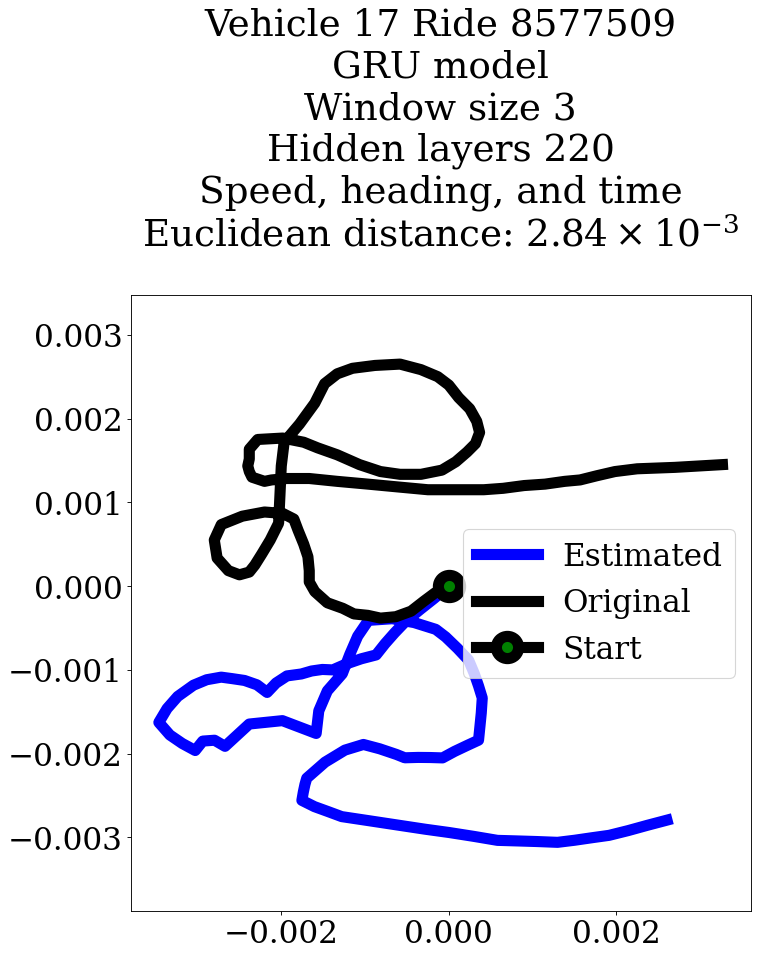 Vehicle 17 Ride 8577509
GRU model
Window size 3
Hidden layers 220
Speed, heading, and time
Euclidean distance: 2.84 × 10⁻³
0.003
0.002
0.001
0.000
−0.001
−0.002
−0.003
Estimated
Original
Start
−0.002 0.000 0.002